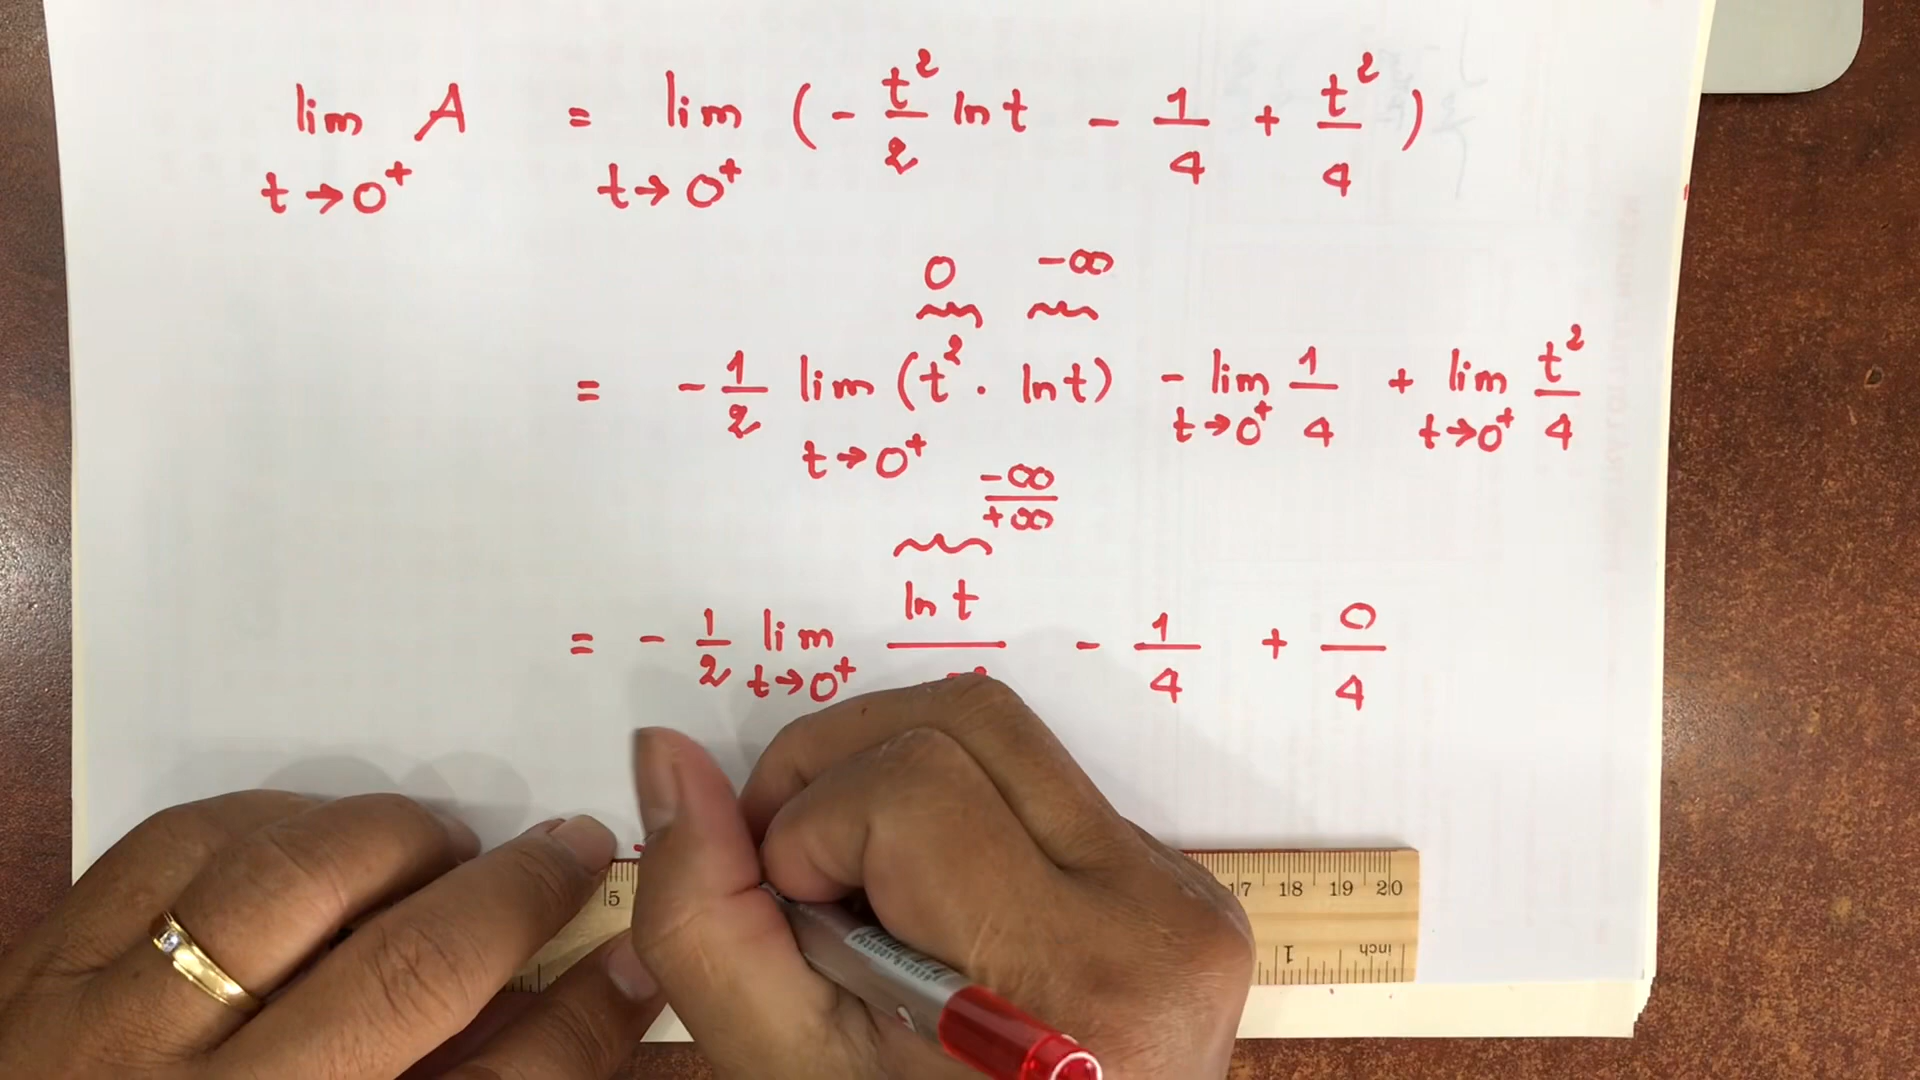 lim A = lim ( - t² / 2 ln t - 1 / 4 + t² / 4 )
t → 0⁺ t → 0⁺
0 -∞
= - 1 / 2 lim ( t² . ln t ) - lim 1 / 4 + lim t² / 4
t → 0⁺ t → 0⁺ t → 0⁺
-∞ / +∞
= - 1 / 2 lim ln t - 1 / 4 + 0 / 4
t → 0⁺
5 17 18 19 20
1 inch